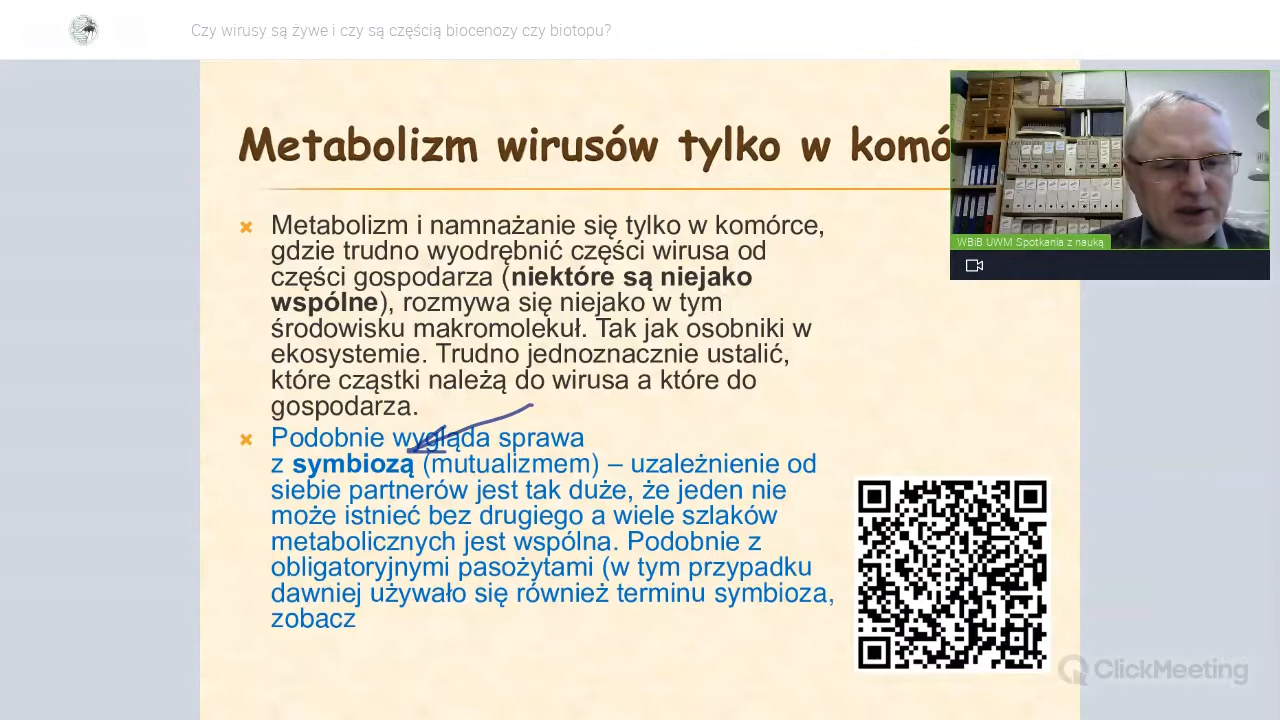 Czy wirusy są żywe i czy są częścią biocenozy czy biotopu?
Metabolizm wirusów tylko w komó
WBiB UWM Spotkania z nauką
Metabolizm i namnażanie się tylko w komórce,
gdzie trudno wyodrębnić części wirusa od
części gospodarza (niektóre są niejako
wspólne), rozmywa się niejako w tym
środowisku makromolekuł. Tak jak osobniki w
ekosystemie. Trudno jednoznacznie ustalić,
które cząstki należą do wirusa a które do
gospodarza.
Podobnie wygląda sprawa
z symbiozą (mutualizmem) – uzależnienie od
siebie partnerów jest tak duże, że jeden nie
może istnieć bez drugiego a wiele szlaków
metabolicznych jest wspólna. Podobnie z
obligatoryjnymi pasożytami (w tym przypadku
dawniej używało się również terminu symbioza,
zobacz
ClickMeeting